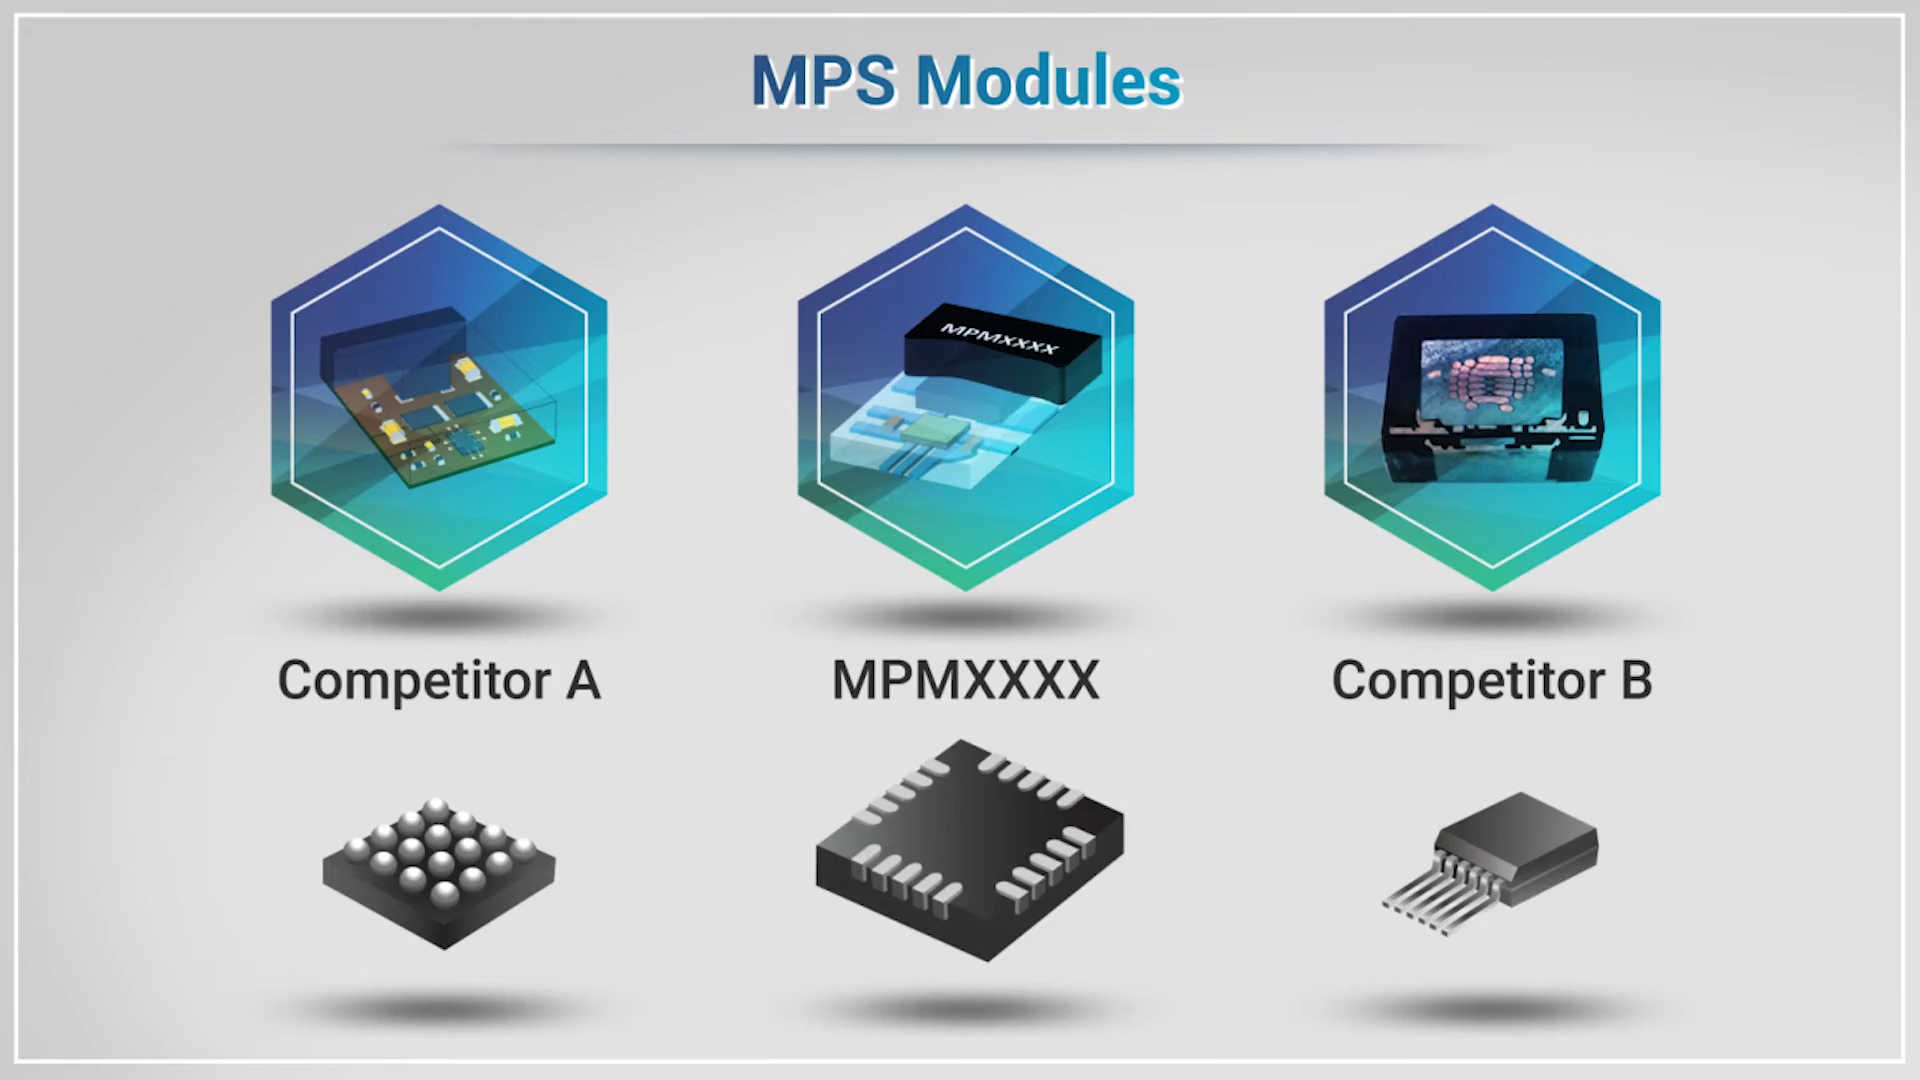 MPS Modules
MPMXXXX
Competitor A
MPMXXXX
Competitor B